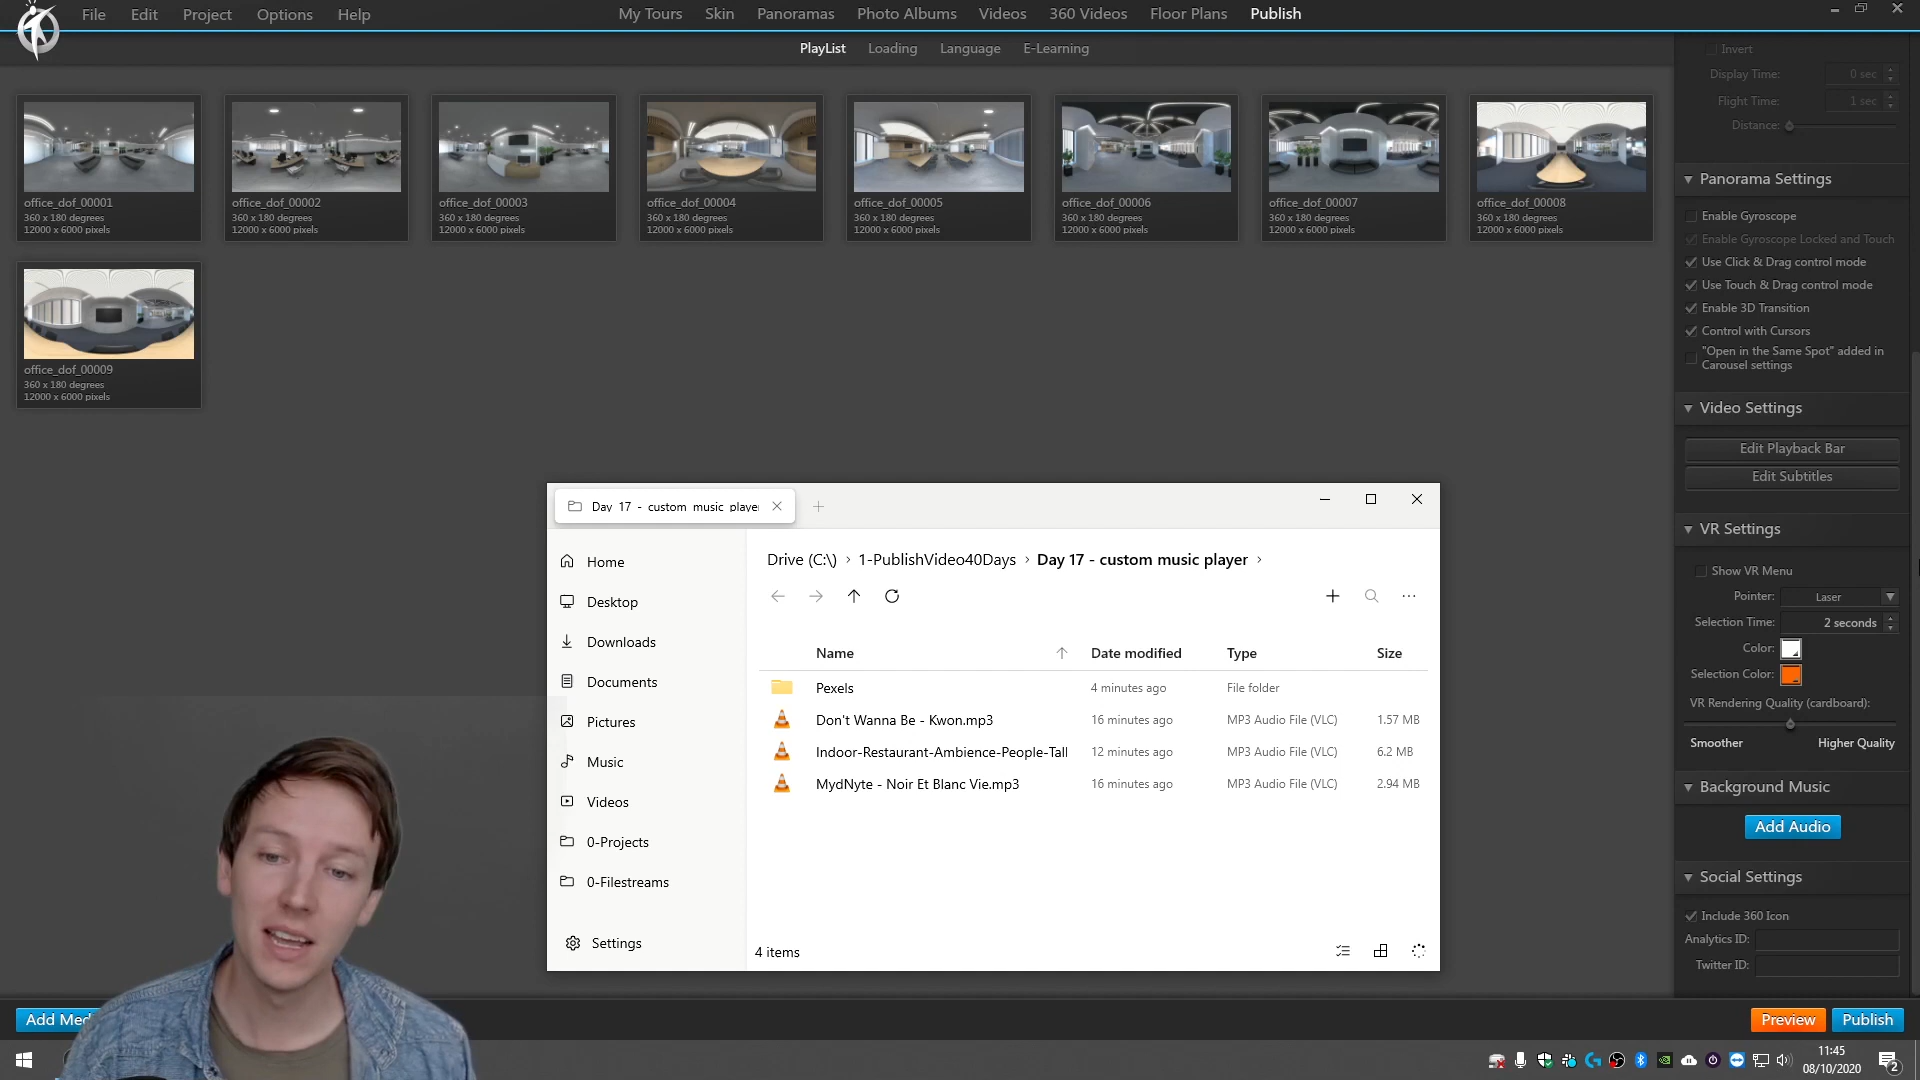 File Edit Project Options Help
My Tours Skin Panoramas Photo Albums Videos 360 Videos Floor Plans Publish
PlayList Loading Language E-Learning
office_dof_00001
360 x 180 degrees
12000 x 6000 pixels
office_dof_00002
360 x 180 degrees
12000 x 6000 pixels
office_dof_00003
360 x 180 degrees
12000 x 6000 pixels
office_dof_00004
360 x 180 degrees
12000 x 6000 pixels
office_dof_00005
360 x 180 degrees
12000 x 6000 pixels
office_dof_00006
360 x 180 degrees
12000 x 6000 pixels
office_dof_00007
360 x 180 degrees
12000 x 6000 pixels
office_dof_00008
360 x 180 degrees
12000 x 6000 pixels
office_dof_00009
360 x 180 degrees
12000 x 6000 pixels
Invert
Display Time: 0 sec
Flight Time: 1 sec
Distance:
Panorama Settings
Enable Gyroscope
Enable Gyroscope Locked and Touch
Use Click & Drag control mode
Use Touch & Drag control mode
Enable 3D Transition
Control with Cursors
"Open in the Same Spot" added in
Carousel settings
Video Settings
Edit Playback Bar
Edit Subtitles
VR Settings
Show VR Menu
Pointer: Laser
Selection Time: 2 seconds
Color:
Selection Color:
VR Rendering Quality (cardboard):
Smoother Higher Quality
Background Music
Add Audio
Social Settings
Include 360 Icon
Analytics ID:
Twitter ID:
Day 17 - custom music player
Home
Desktop
Downloads
Documents
Pictures
Music
Videos
0-Projects
0-Filestreams
Settings
Drive (C:\) > 1-PublishVideo40Days > Day 17 - custom music player >
Name Date modified Type Size
Pexels 4 minutes ago File folder
Don't Wanna Be - Kwon.mp3 16 minutes ago MP3 Audio File (VLC) 1.57 MB
Indoor-Restaurant-Ambience-People-Tall 12 minutes ago MP3 Audio File (VLC) 6.2 MB
MydNyte - Noir Et Blanc Vie.mp3 16 minutes ago MP3 Audio File (VLC) 2.94 MB
4 items
Add Med
Preview Publish
11:45
08/10/2020
2